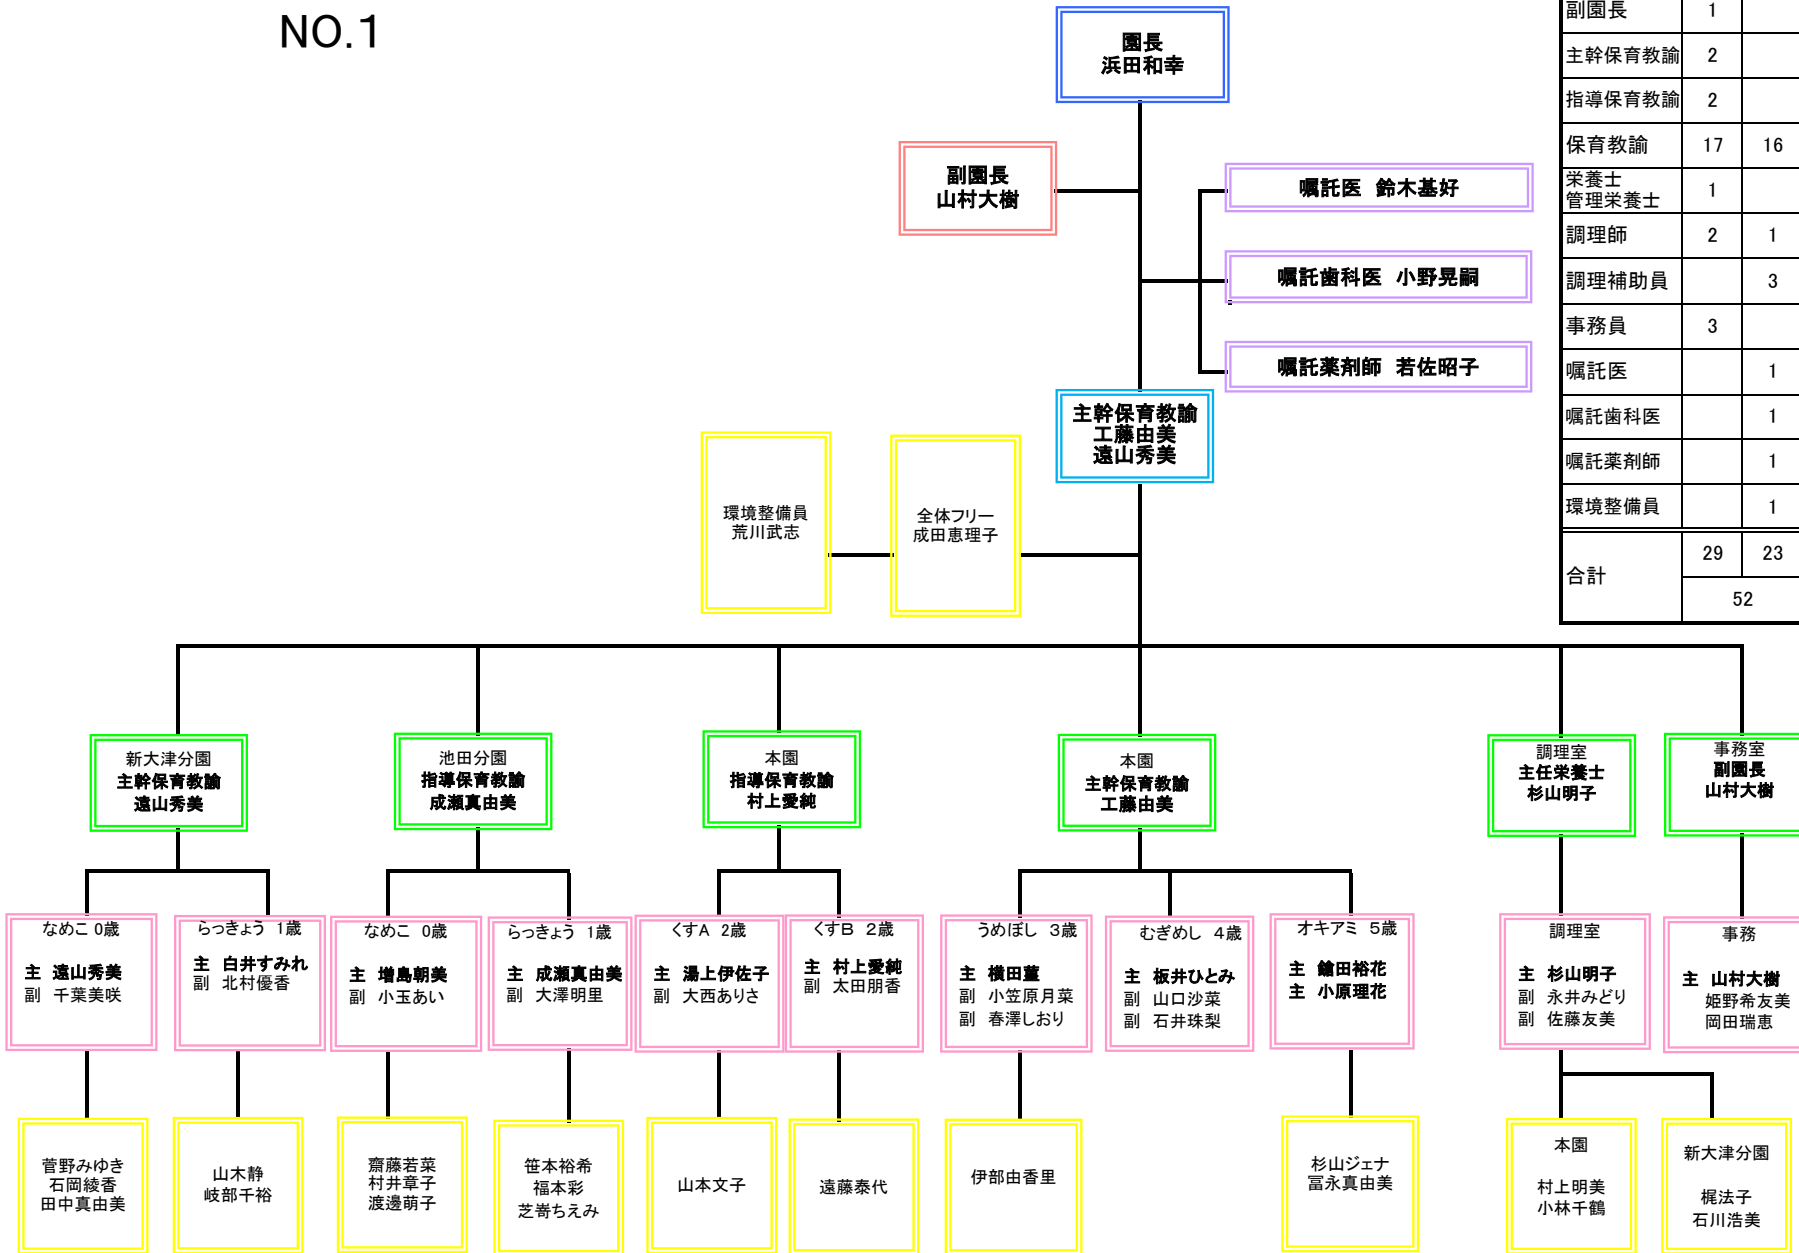 NO.1
園長
浜田和幸
副園長
山村大樹
嘱託医 鈴木基好
嘱託歯科医 小野晃嗣
嘱託薬剤師 若佐昭子
主幹保育教諭
工藤由美
遠山秀美
環境整備員
荒川武志
全体フリー
成田恵理子
副園長 1
主幹保育教諭 2
指導保育教諭 2
保育教諭 17 16
栄養士
管理栄養士 1
調理師 2 1
調理補助員 3
事務員 3
嘱託医 1
嘱託歯科医 1
嘱託薬剤師 1
環境整備員 1
合計 29 23
52
新大津分園
主幹保育教諭
遠山秀美
池田分園
指導保育教諭
成瀬真由美
本園
指導保育教諭
村上愛純
本園
主幹保育教諭
工藤由美
調理室
主任栄養士
杉山明子
事務室
副園長
山村大樹
なめこ 0歳
主 遠山秀美
副 千葉美咲
らっきょう 1歳
主 白井すみれ
副 北村優香
なめこ 0歳
主 増島朝美
副 小玉あい
らっきょう 1歳
主 成瀬真由美
副 大澤明里
くすA 2歳
主 湯上伊佐子
副 大西ありさ
くすB 2歳
主 村上愛純
副 太田朋香
うめぼし 3歳
主 横田菫
副 小笠原月菜
副 春澤しおり
むぎめし 4歳
主 板井ひとみ
副 山口沙菜
副 石井珠梨
オキアミ 5歳
主 鎗田裕花
主 小原理花
調理室
主 杉山明子
副 永井みどり
副 佐藤友美
事務
主 山村大樹
姫野希友美
岡田瑞恵
菅野みゆき
石岡綾香
田中真由美
山木静
岐部千裕
齋藤若菜
村井章子
渡邊萌子
笹本裕希
福本彩
芝嵜ちえみ
山本文子
遠藤泰代
伊部由香里
杉山ジェナ
冨永真由美
本園
村上明美
小林千鶴
新大津分園
梶法子
石川浩美